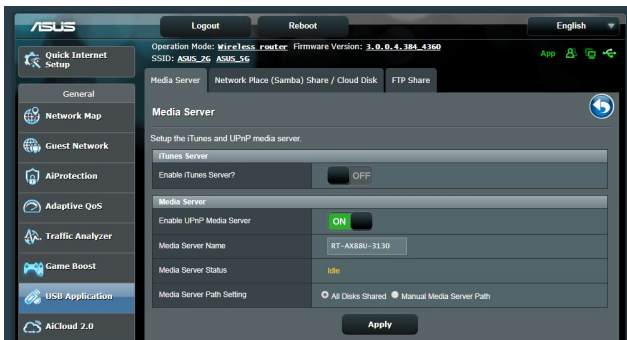 ASUS
Logout
Reboot
English
Operation Mode: Wireless router Firmware Version: 3.0.0.4.384_4360
SSID: ASUS_2G ASUS_5G
App
Quick Internet
Setup
General
Network Map
Guest Network
AiProtection
Adaptive QoS
Traffic Analyzer
Game Boost
USB Application
AiCloud 2.0
Media Server
Network Place (Samba) Share / Cloud Disk
FTP Share
Media Server
Setup the iTunes and UPnP media server.
iTunes Server
Enable iTunes Server?
OFF
Media Server
Enable UPnP Media Server
ON
Media Server Name
RT-AX88U-3130
Media Server Status
Idle
Media Server Path Setting
All Disks Shared
Manual Media Server Path
Apply